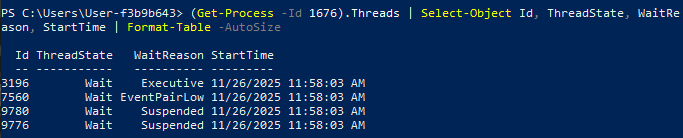 PS C:\Users\User-f3b9b643> (Get-Process -Id 1676).Threads | Select-Object Id, ThreadState, WaitRe
ason, StartTime | Format-Table -AutoSize
  Id ThreadState   WaitReason StartTime
  -- -----------   ---------- ---------
3196        Wait    Executive 11/26/2025 11:58:03 AM
7560        Wait EventPairLow 11/26/2025 11:58:03 AM
9780        Wait    Suspended 11/26/2025 11:58:03 AM
9776        Wait    Suspended 11/26/2025 11:58:03 AM